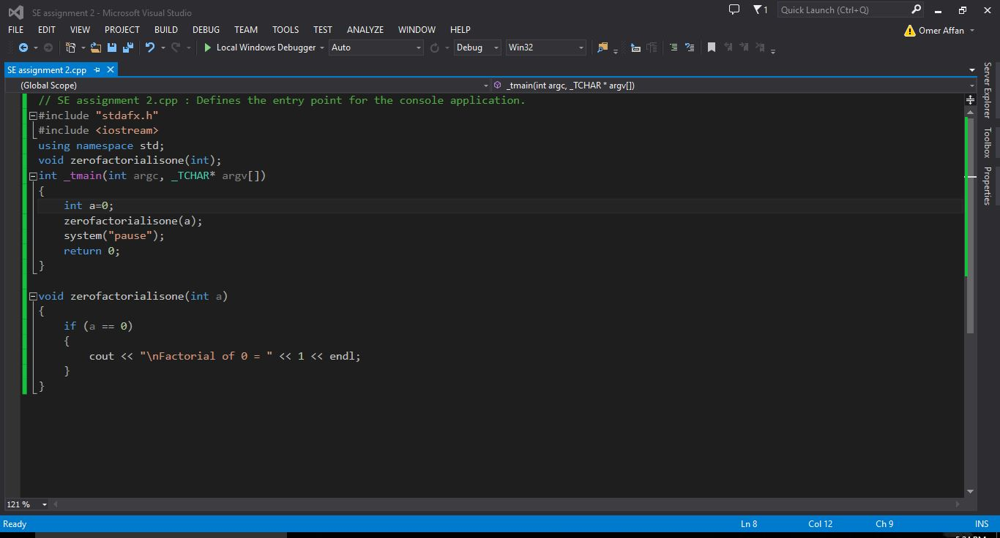 SE assignment 2 - Microsoft Visual Studio
1
Quick Launch (Ctrl+Q)
FILE EDIT VIEW PROJECT BUILD DEBUG TEAM TOOLS TEST ANALYZE WINDOW HELP
Omer Affan
Local Windows Debugger Auto Debug Win32
SE assignment 2.cpp
(Global Scope) _tmain(int argc, _TCHAR * argv[])
// SE assignment 2.cpp : Defines the entry point for the console application.
#include "stdafx.h"
#include <iostream>
using namespace std;
void zerofactorialisone(int);
int _tmain(int argc, _TCHAR* argv[])
{
    int a=0;
    zerofactorialisone(a);
    system("pause");
    return 0;
}
void zerofactorialisone(int a)
{
    if (a == 0)
    {
        cout << "\nFactorial of 0 = " << 1 << endl;
    }
}
Server Explorer
Toolbox
Properties
121 %
Ready Ln 8 Col 12 Ch 9 INS